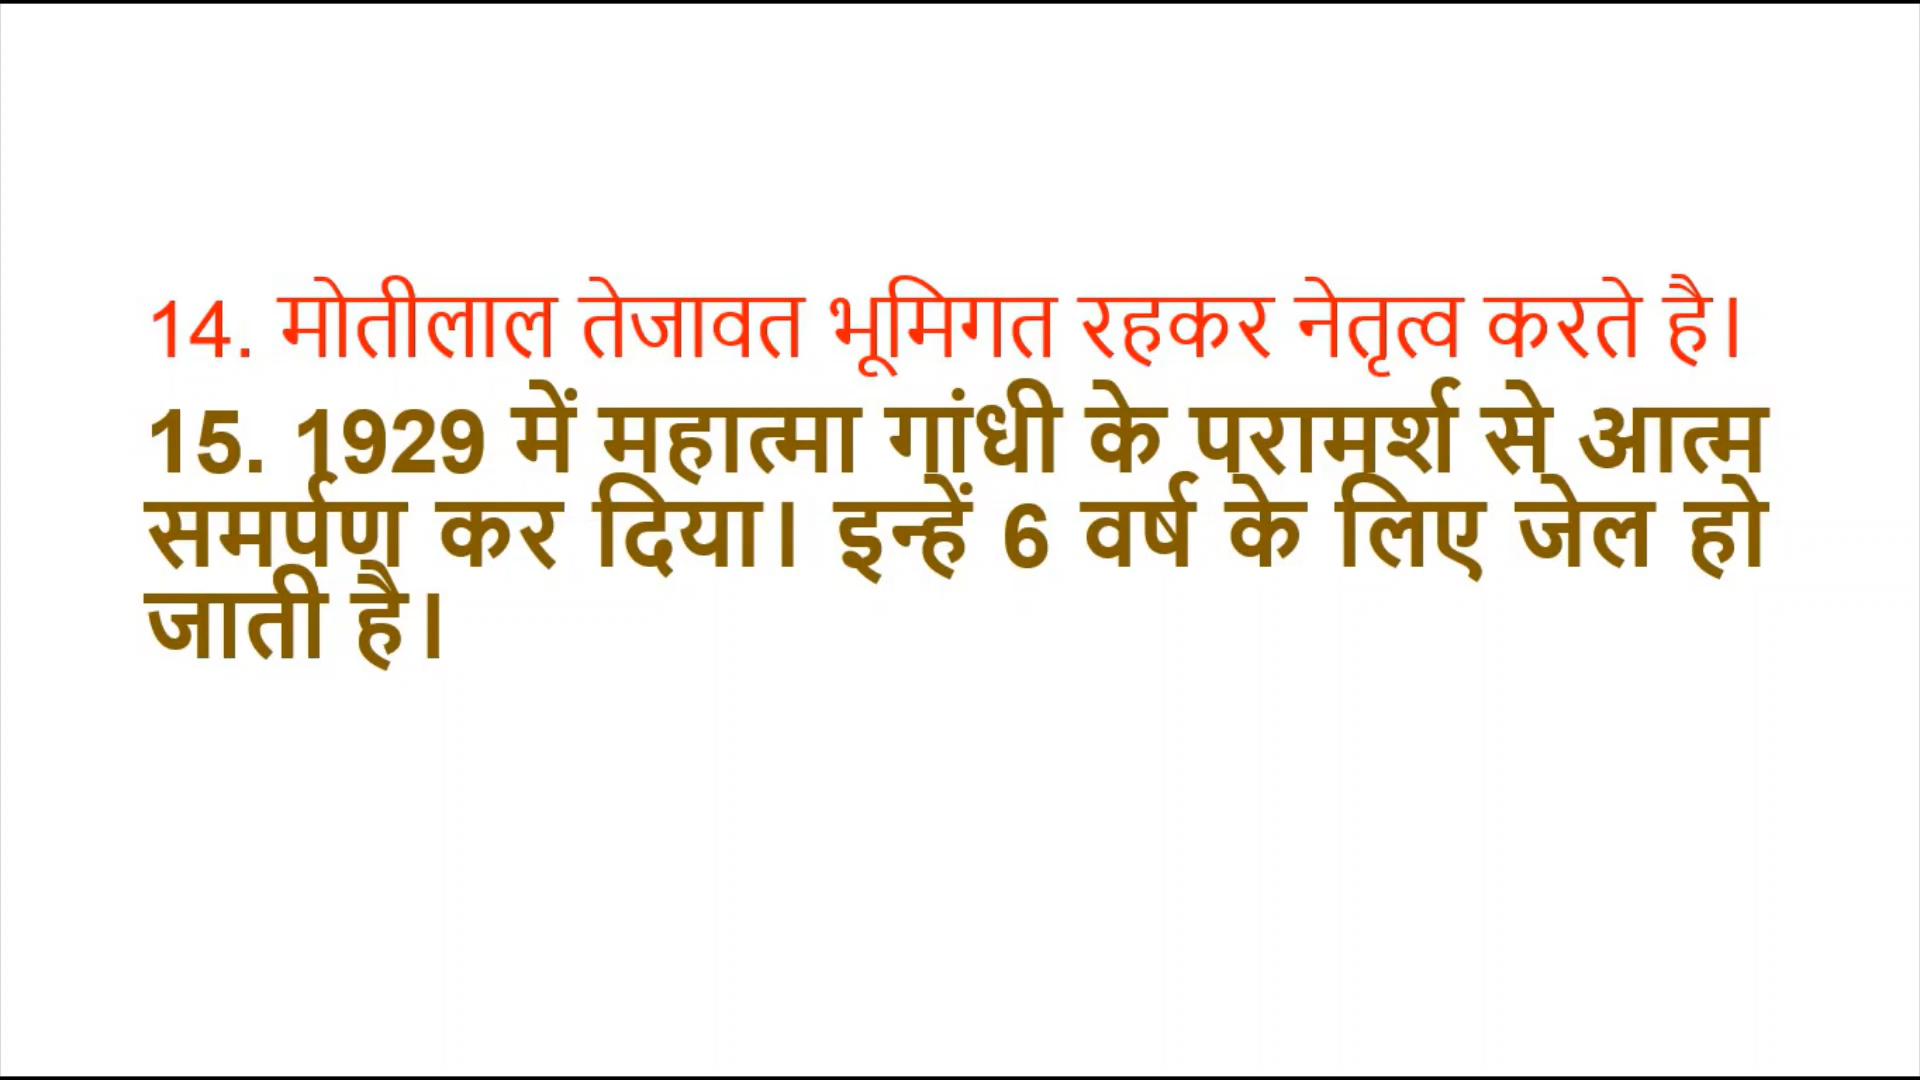 14. मोतीलाल तेजावत भूमिगत रहकर नेतृत्व करते है।
15. 1929 में महात्मा गांधी के परामर्श से आत्म
समर्पण कर दिया। इन्हें 6 वर्ष के लिए जेल हो
जाती है।